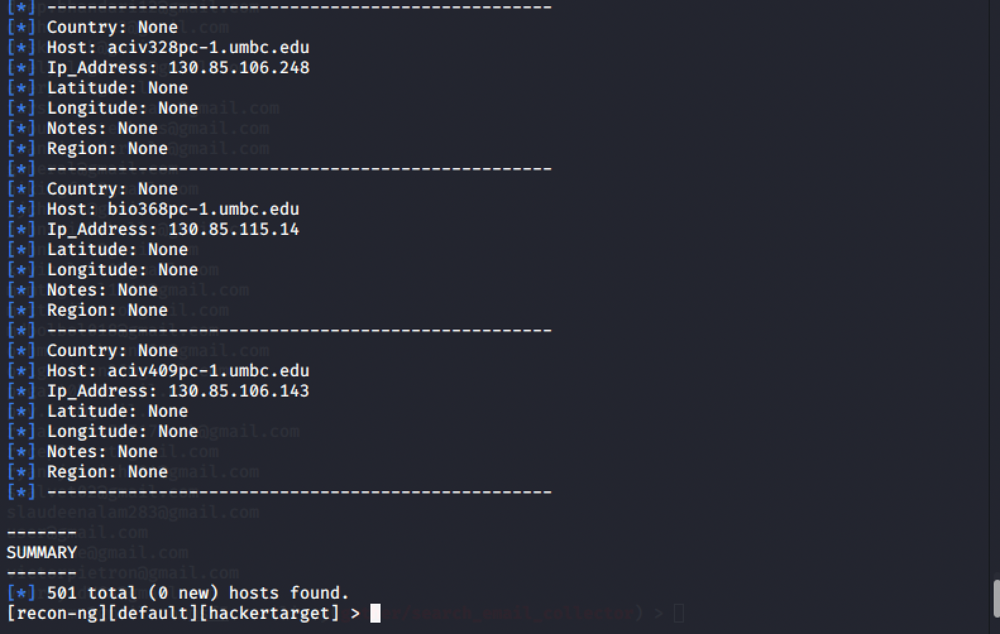 [*] --------------------------------------------------
[*] Country: None
[*] Host: aciv328pc-1.umbc.edu
[*] Ip_Address: 130.85.106.248
[*] Latitude: None
[*] Longitude: None
[*] Notes: None
[*] Region: None
[*] --------------------------------------------------
[*] Country: None
[*] Host: bio368pc-1.umbc.edu
[*] Ip_Address: 130.85.115.14
[*] Latitude: None
[*] Longitude: None
[*] Notes: None
[*] Region: None
[*] --------------------------------------------------
[*] Country: None
[*] Host: aciv409pc-1.umbc.edu
[*] Ip_Address: 130.85.106.143
[*] Latitude: None
[*] Longitude: None
[*] Notes: None
[*] Region: None
[*] --------------------------------------------------
slaudeenalam283@gmail.com
-------
SUMMARY
-------
[*] 501 total (0 new) hosts found.
[recon-ng][default][hackertarget] >